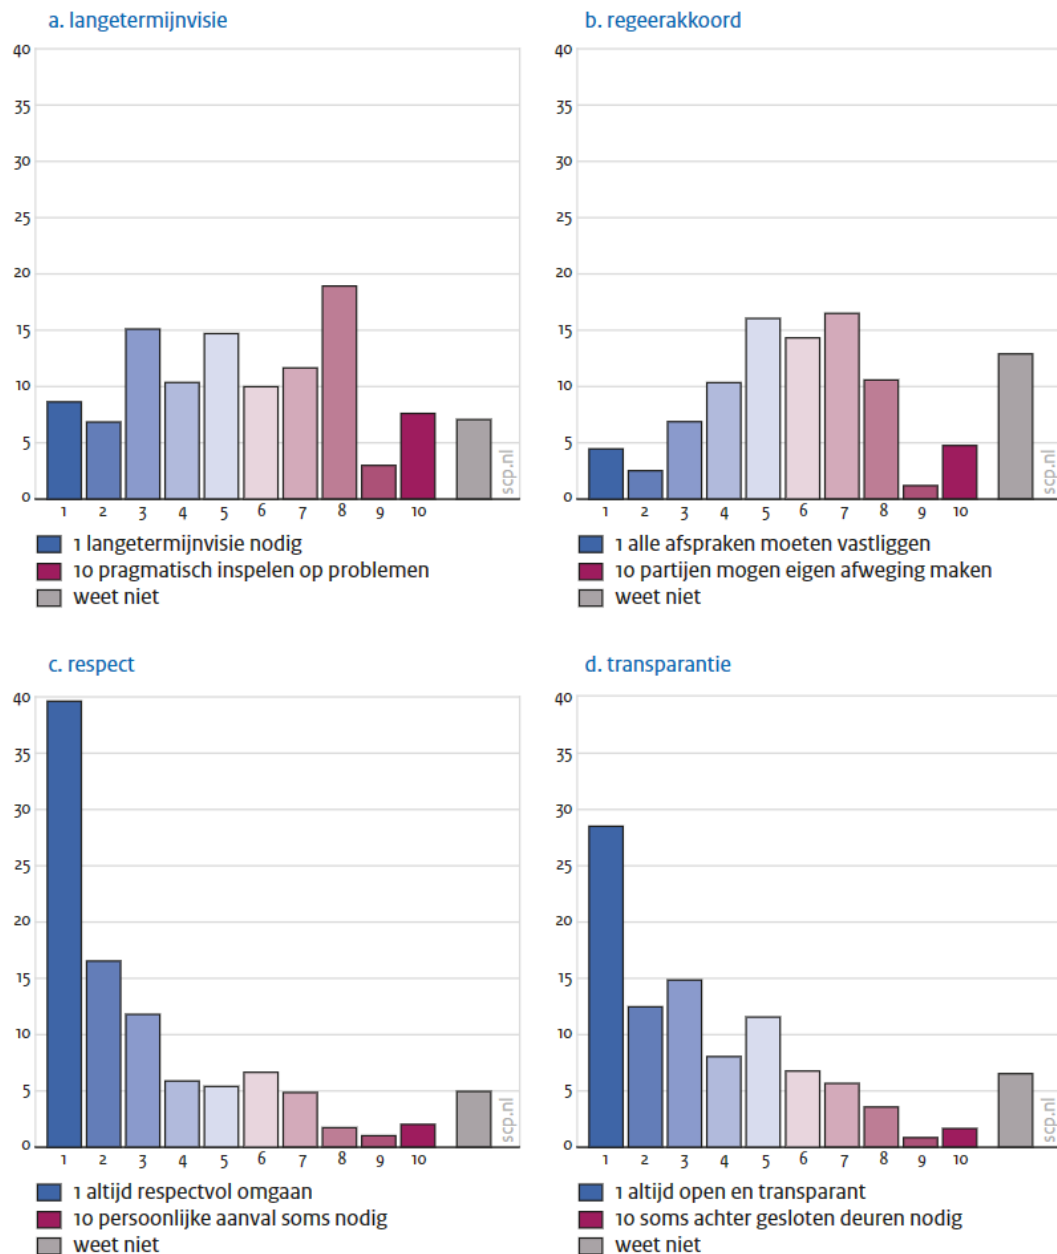 a. langetermijnvisie
40
35
30
25
20
15
10
5
0
1 2 3 4 5 6 7 8 9 10
scp.nl
1 langetermijnvisie nodig
10 pragmatisch inspelen op problemen
weet niet
b. regeerakkoord
40
35
30
25
20
15
10
5
0
1 2 3 4 5 6 7 8 9 10
scp.nl
1 alle afspraken moeten vastliggen
10 partijen mogen eigen afweging maken
weet niet
c. respect
40
35
30
25
20
15
10
5
0
1 2 3 4 5 6 7 8 9 10
scp.nl
1 altijd respectvol omgaan
10 persoonlijke aanval soms nodig
weet niet
d. transparantie
40
35
30
25
20
15
10
5
0
1 2 3 4 5 6 7 8 9 10
scp.nl
1 altijd open en transparant
10 soms achter gesloten deuren nodig
weet niet